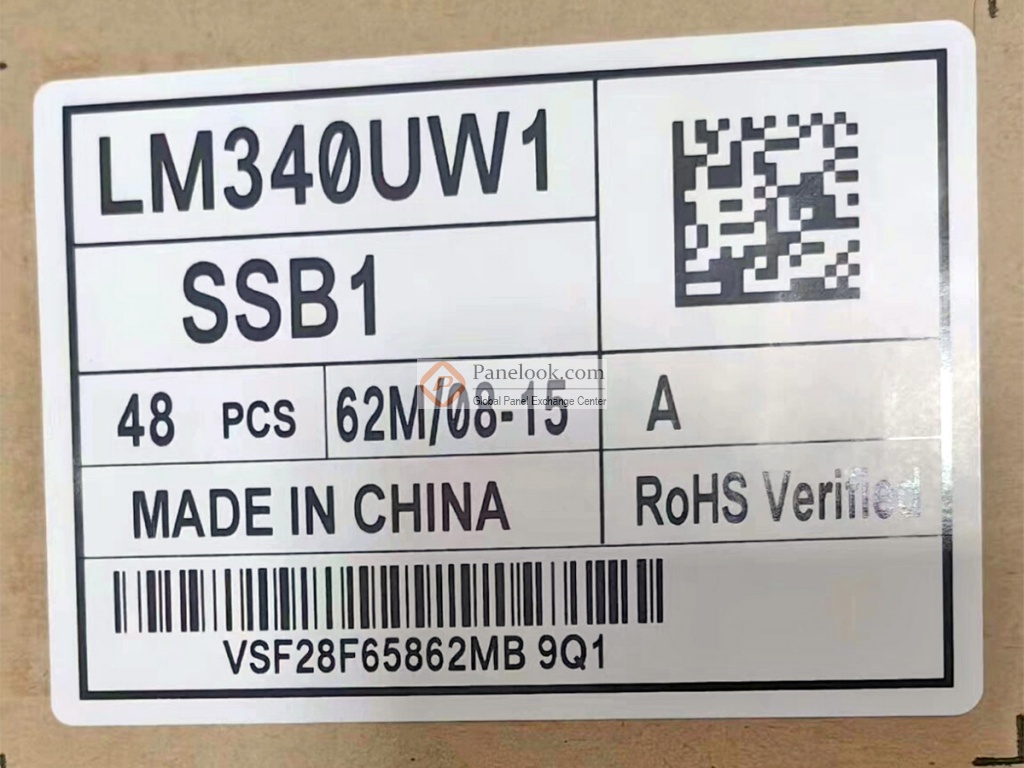 LM340UW1
SSB1
48 PCS 62M/08-15 A
Panelook.com
Global Panel Exchange Center
MADE IN CHINA RoHS Verified
VSF28F65862MB 9Q1